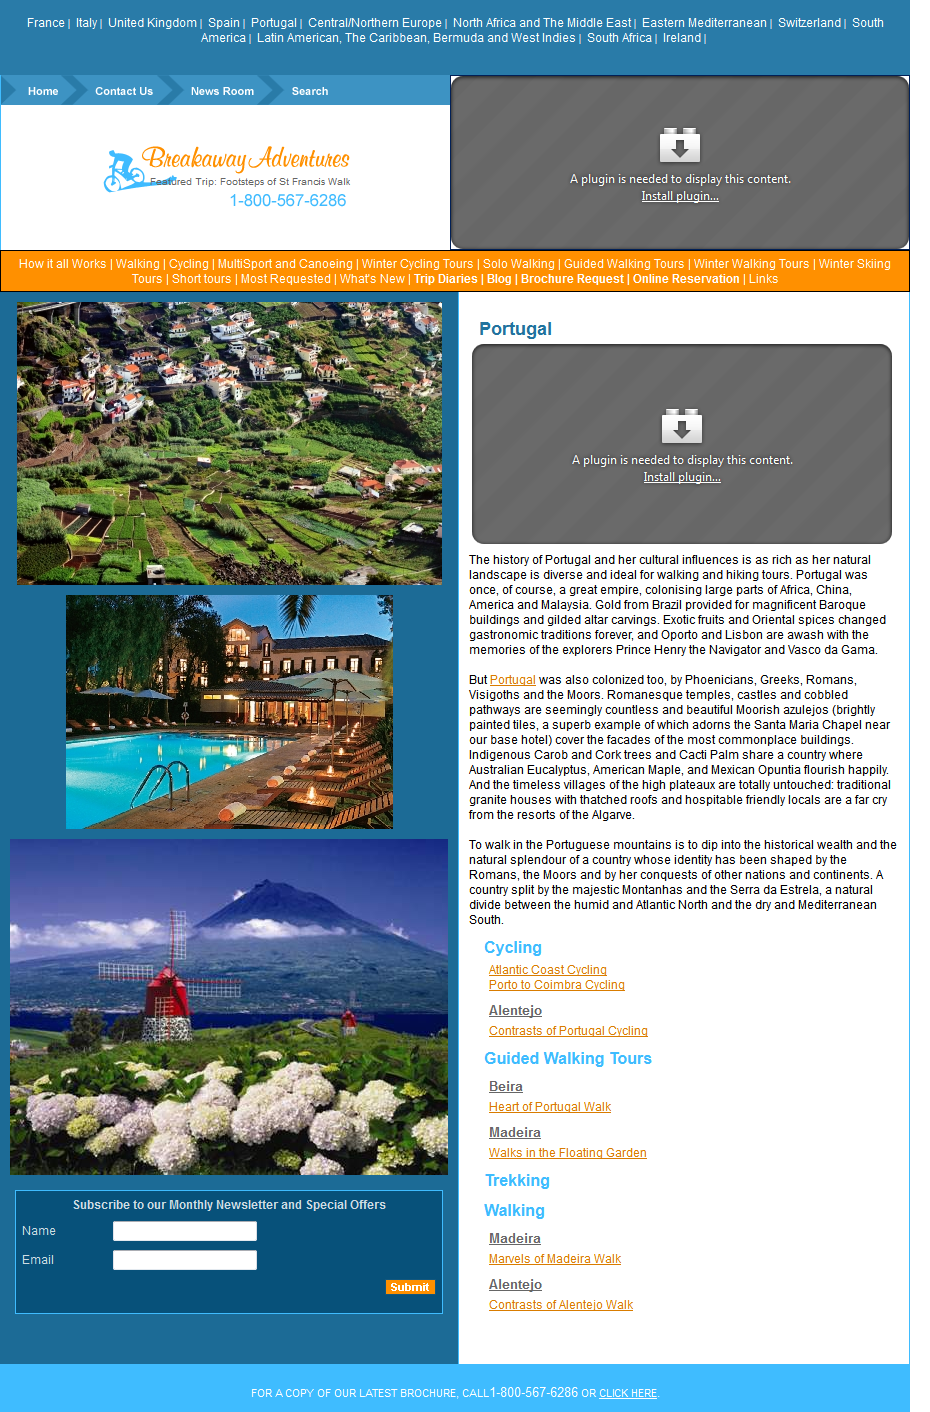 France | Italy | United Kingdom | Spain | Portugal | Central/Northern Europe | North Africa and The Middle East | Eastern Mediterranean | Switzerland | South
America | Latin American, The Caribbean, Bermuda and West Indies | South Africa | Ireland |
Home Contact Us News Room Search
Breakaway Adventures
Featured Trip: Footsteps of St Francis Walk
1-800-567-6286
A plugin is needed to display this content.
Install plugin...
How it all Works | Walking | Cycling | MultiSport and Canoeing | Winter Cycling Tours | Solo Walking | Guided Walking Tours | Winter Walking Tours | Winter Skiing
Tours | Short tours | Most Requested | What's New | Trip Diaries | Blog | Brochure Request | Online Reservation | Links
Portugal
A plugin is needed to display this content.
Install plugin...
The history of Portugal and her cultural influences is as rich as her natural
landscape is diverse and ideal for walking and hiking tours. Portugal was
once, of course, a great empire, colonising large parts of Africa, China,
America and Malaysia. Gold from Brazil provided for magnificent Baroque
buildings and gilded altar carvings. Exotic fruits and Oriental spices changed
gastronomic traditions forever, and Oporto and Lisbon are awash with the
memories of the explorers Prince Henry the Navigator and Vasco da Gama.
But Portugal was also colonized too, by Phoenicians, Greeks, Romans,
Visigoths and the Moors. Romanesque temples, castles and cobbled
pathways are seemingly countless and beautiful Moorish azulejos (brightly
painted tiles, a superb example of which adorns the Santa Maria Chapel near
our base hotel) cover the facades of the most commonplace buildings.
Indigenous Carob and Cork trees and Cacti Palm share a country where
Australian Eucalyptus, American Maple, and Mexican Opuntia flourish happily.
And the timeless villages of the high plateaux are totally untouched: traditional
granite houses with thatched roofs and hospitable friendly locals are a far cry
from the resorts of the Algarve.
To walk in the Portuguese mountains is to dip into the historical wealth and the
natural splendour of a country whose identity has been shaped by the
Romans, the Moors and by her conquests of other nations and continents. A
country split by the majestic Montanhas and the Serra da Estrela, a natural
divide between the humid and Atlantic North and the dry and Mediterranean
South.
Cycling
Atlantic Coast Cycling
Porto to Coimbra Cycling
Alentejo
Contrasts of Portugal Cycling
Guided Walking Tours
Beira
Heart of Portugal Walk
Madeira
Walks in the Floating Garden
Trekking
Walking
Madeira
Marvels of Madeira Walk
Alentejo
Contrasts of Alentejo Walk
Subscribe to our Monthly Newsletter and Special Offers
Name
Email
Submit
FOR A COPY OF OUR LATEST BROCHURE, CALL1-800-567-6286 OR CLICK HERE.